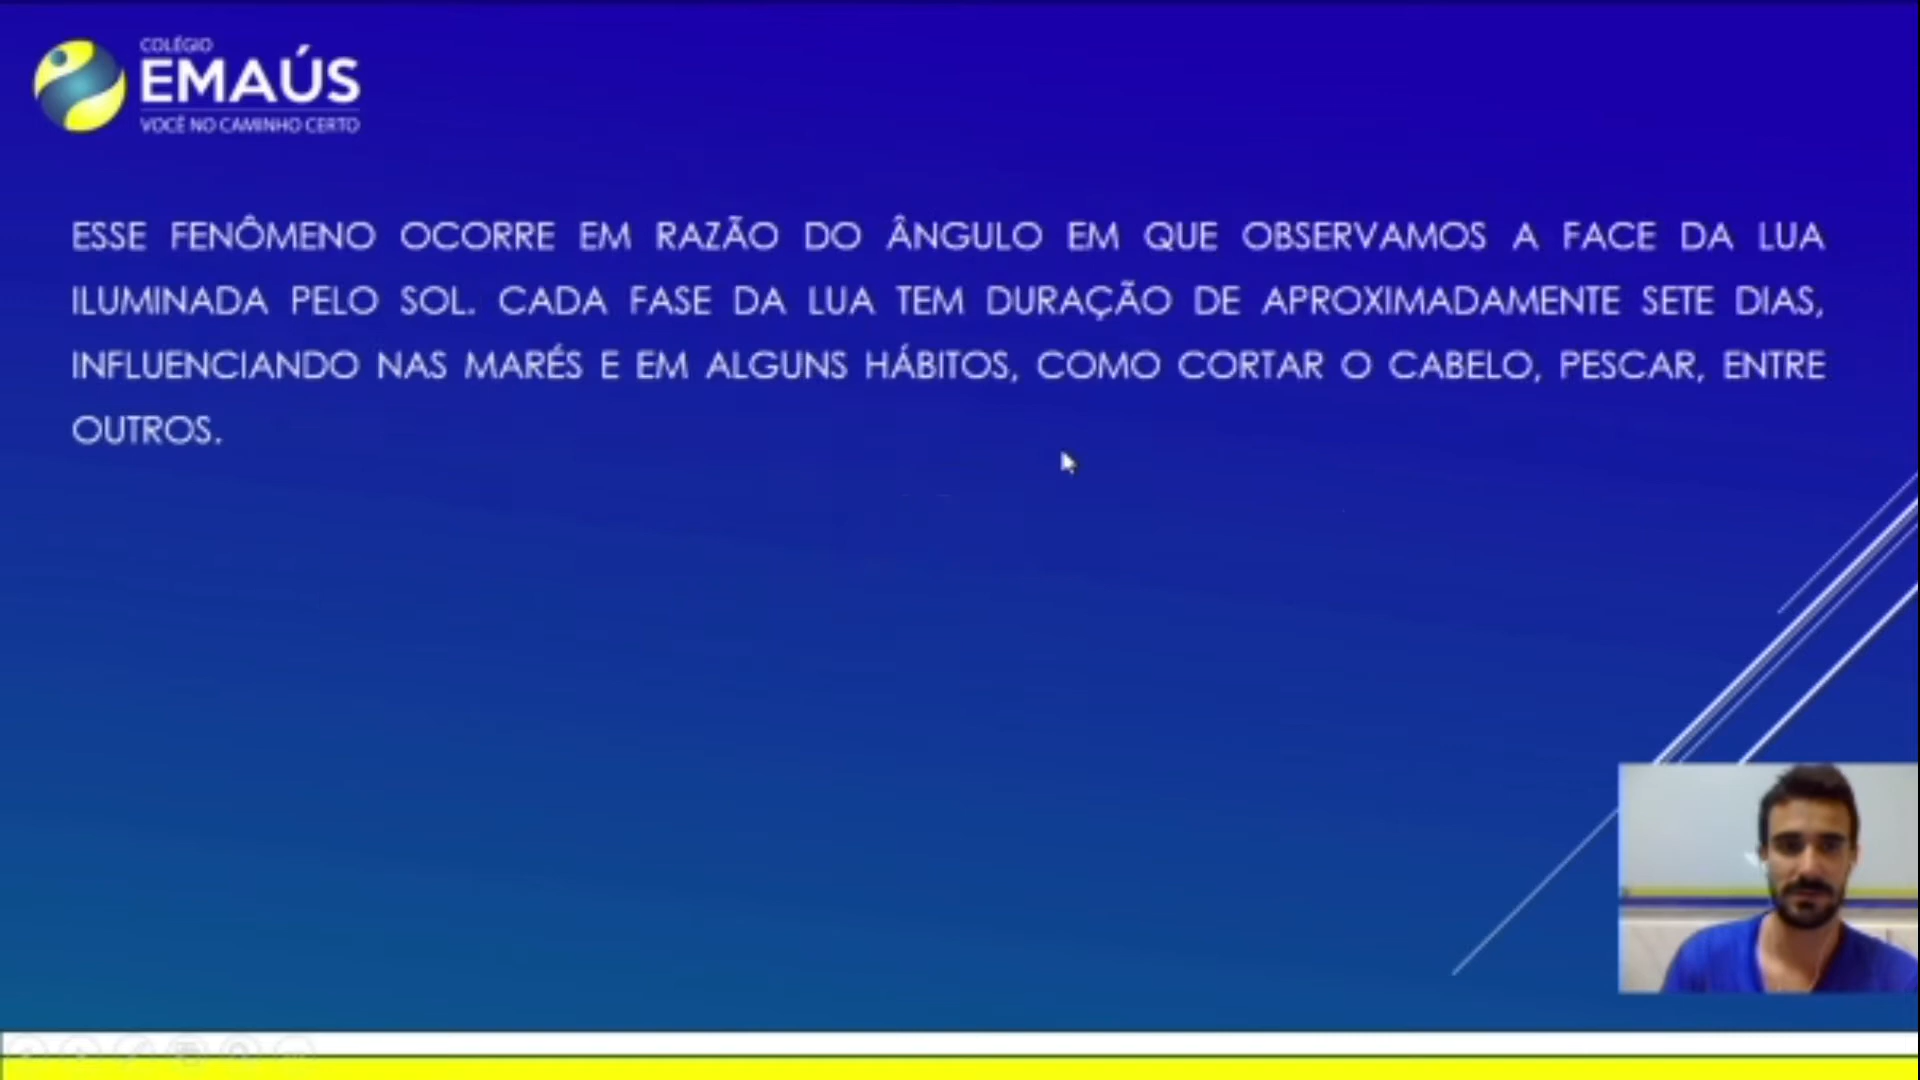 COLÉGIO
EMAÚS
VOCÊ NO CAMINHO CERTO
ESSE FENÔMENO OCORRE EM RAZÃO DO ÂNGULO EM QUE OBSERVAMOS A FACE DA LUA
ILUMINADA PELO SOL. CADA FASE DA LUA TEM DURAÇÃO DE APROXIMADAMENTE SETE DIAS,
INFLUENCIANDO NAS MARÉS E EM ALGUNS HÁBITOS, COMO CORTAR O CABELO, PESCAR, ENTRE
OUTROS.